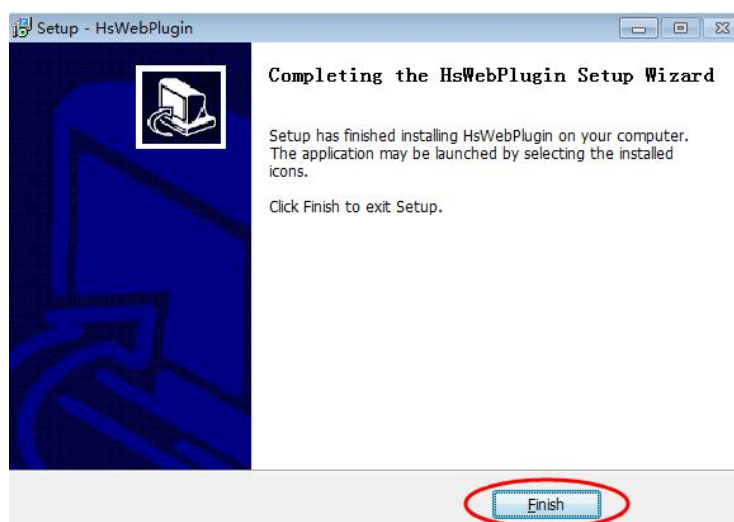 Setup - HsWebPlugin
Completing the HsWebPlugin Setup Wizard
Setup has finished installing HsWebPlugin on your computer.
The application may be launched by selecting the installed
icons.
Click Finish to exit Setup.
Finish